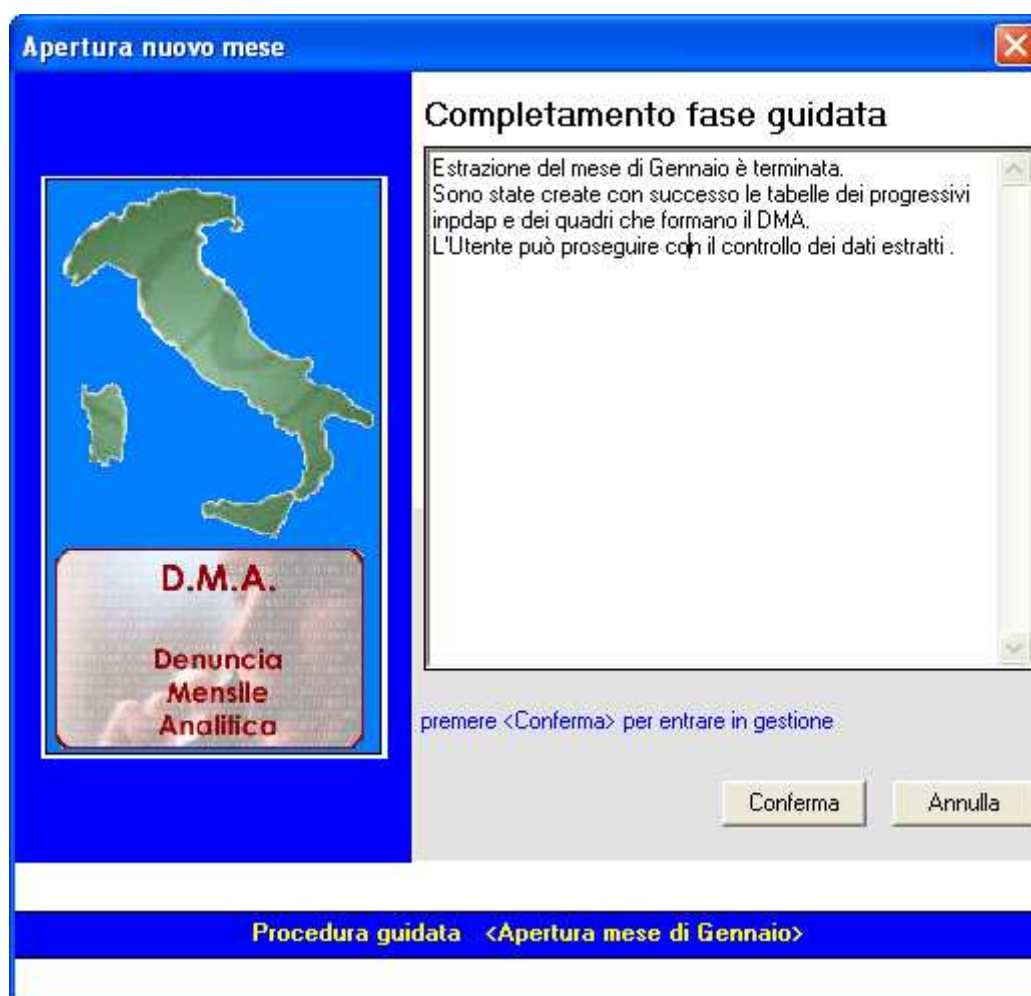 Apertura nuovo mese
Completamento fase guidata
Estrazione del mese di Gennaio è terminata.
Sono state create con successo le tabelle dei progressivi
inpdap e dei quadri che formano il DMA.
L'Utente può proseguire con il controllo dei dati estratti .
D.M.A.
Denuncia
Mensile
Analitica
premere <Conferma> per entrare in gestione
Conferma
Annulla
Procedura guidata <Apertura mese di Gennaio>